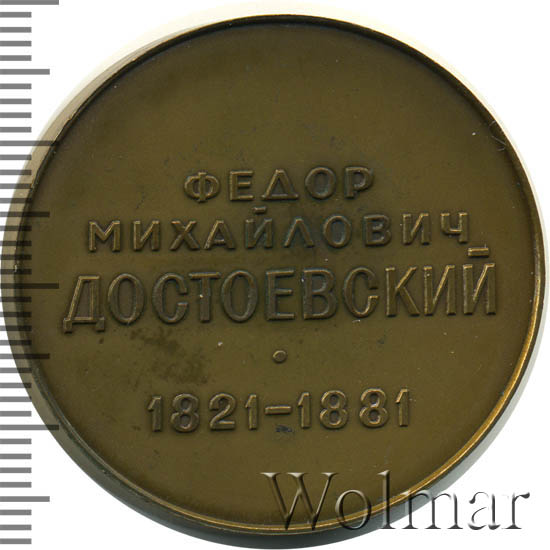 ФЕДОР
МИХАЙЛОВИЧ
ДОСТОЕВСКИЙ
1821-1881
Wolmar